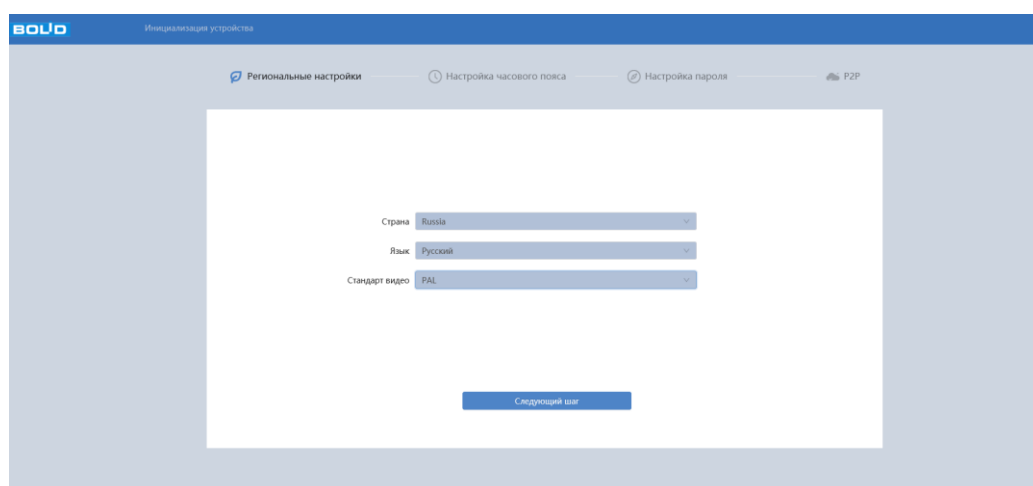 BOLID Инициализация устройства
Региональные настройки Настройка часового пояса Настройка пароля P2P
Страна Russia
Язык Русский
Стандарт видео PAL
Следующий шаг